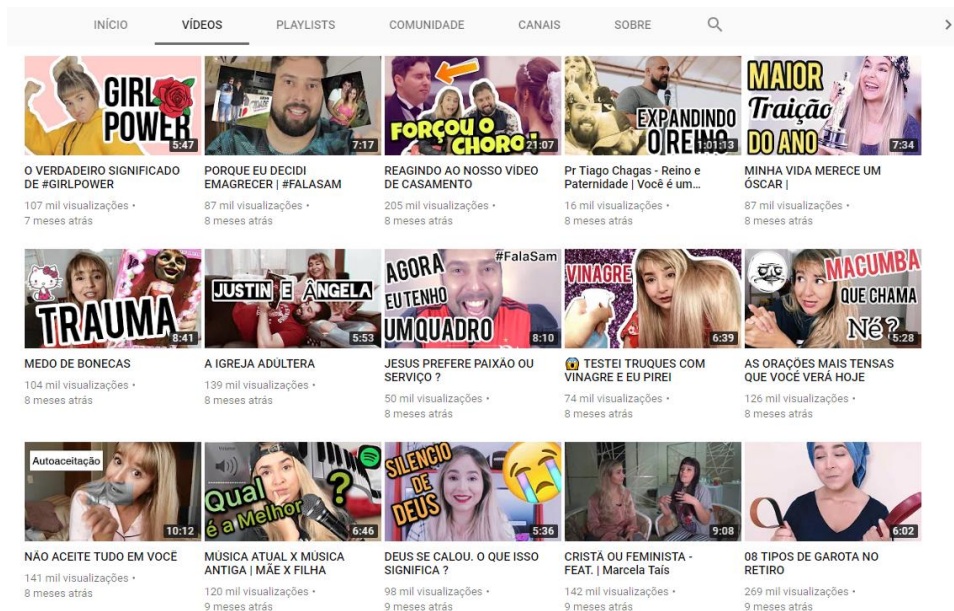 INÍCIO VÍDEOS PLAYLISTS COMUNIDADE CANAIS SOBRE
GIRL
POWER
5:47
7:17
FORÇOU O
CHORO!
21:07
EXPANDINDO
O REINO
1:01:13
MAIOR
Traição
DO ANO
7:34
O VERDADEIRO SIGNIFICADO
DE #GIRLPOWER
107 mil visualizações •
7 meses atrás
PORQUE EU DECIDI
EMAGRECER | #FALASAM
87 mil visualizações •
8 meses atrás
REAGINDO AO NOSSO VÍDEO
DE CASAMENTO
205 mil visualizações •
8 meses atrás
Pr Tiago Chagas - Reino e
Paternidade | Você é um...
16 mil visualizações •
8 meses atrás
MINHA VIDA MERECE UM
ÓSCAR |
87 mil visualizações •
8 meses atrás
TRAUMA
8:41
JUSTIN E ÂNGELA
5:53
#FalaSam
AGORA
EU TENHO
UM QUADRO
8:10
VINAGRE
6:39
MACUMBA
QUE CHAMA
Né?
5:28
MEDO DE BONECAS
104 mil visualizações •
8 meses atrás
A IGREJA ADÚLTERA
139 mil visualizações •
8 meses atrás
JESUS PREFERE PAIXÃO OU
SERVIÇO ?
50 mil visualizações •
8 meses atrás
😱 TESTEI TRUQUES COM
VINAGRE E EU PIREI
74 mil visualizações •
8 meses atrás
AS ORAÇÕES MAIS TENSAS
QUE VOCÊ VERÁ HOJE
126 mil visualizações •
8 meses atrás
Autoaceitação
10:12
Qual
é a Melhor
?
6:46
SILENCIO
DE
DEUS
5:36
9:08
6:02
NÃO ACEITE TUDO EM VOCÊ
141 mil visualizações •
8 meses atrás
MÚSICA ATUAL X MÚSICA
ANTIGA | MÃE X FILHA
120 mil visualizações •
9 meses atrás
DEUS SE CALOU. O QUE ISSO
SIGNIFICA ?
98 mil visualizações •
9 meses atrás
CRISTÃ OU FEMINISTA -
FEAT. | Marcela Taís
142 mil visualizações •
9 meses atrás
08 TIPOS DE GAROTA NO
RETIRO
269 mil visualizações •
9 meses atrás